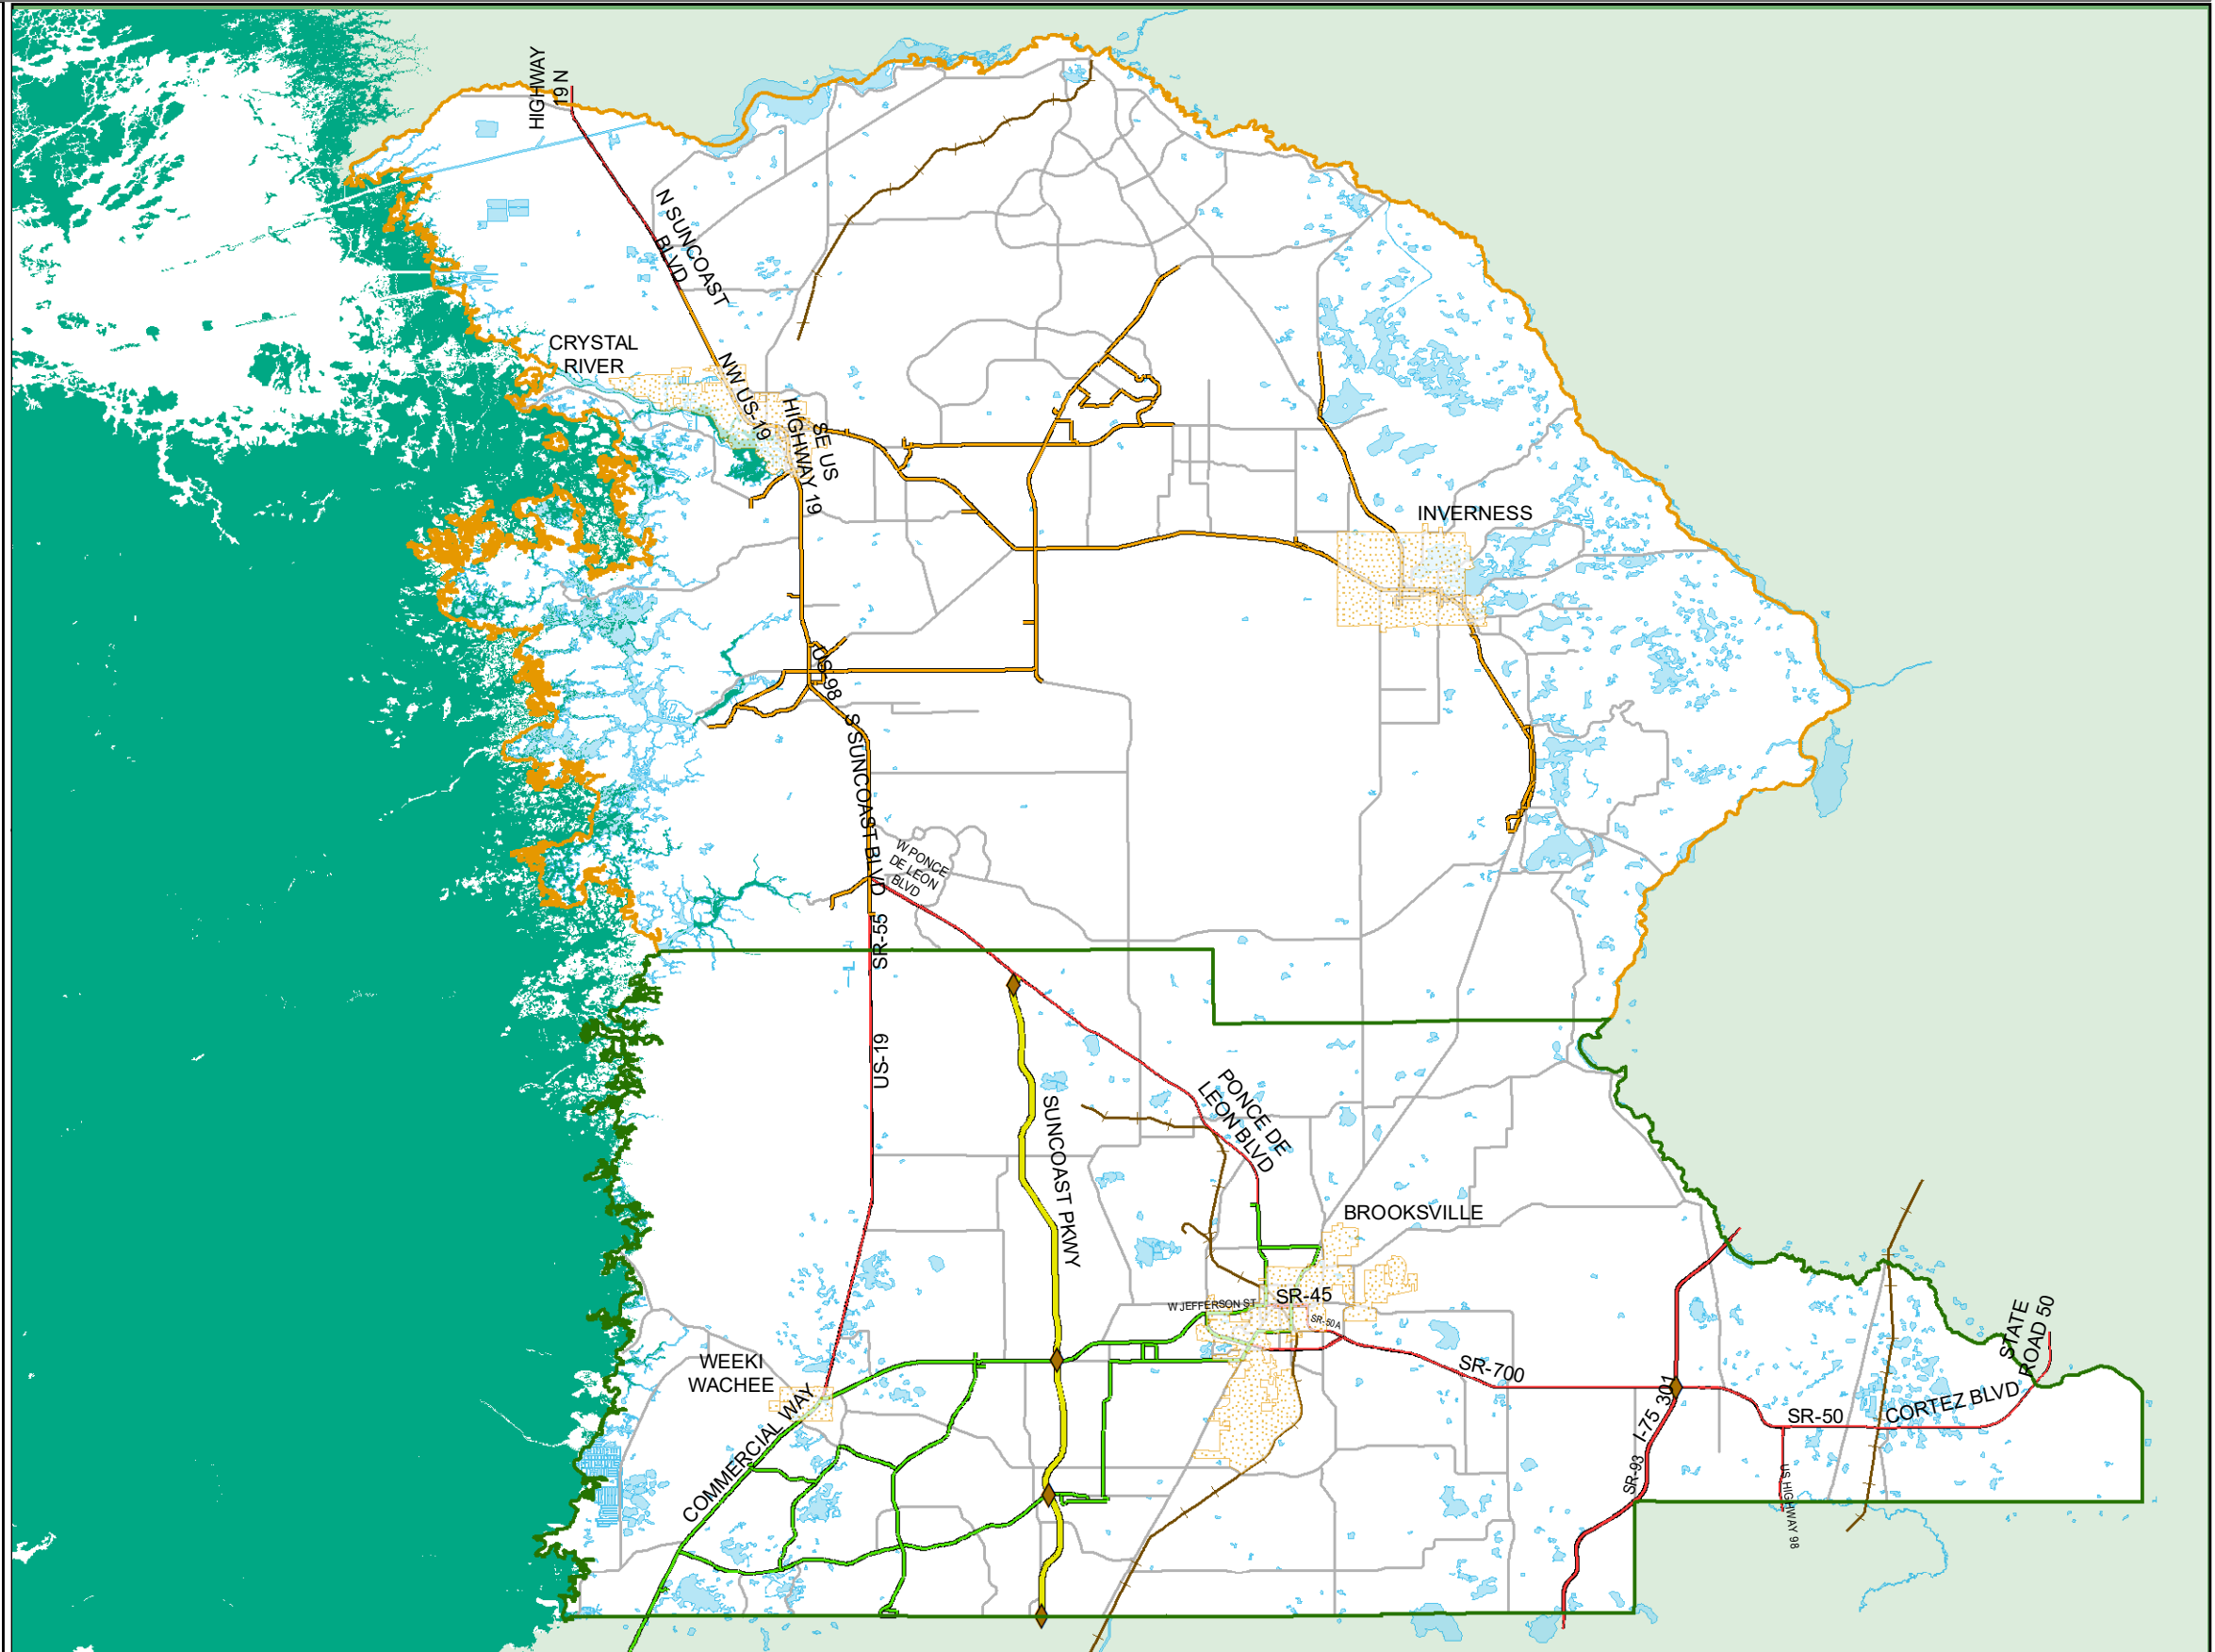 HIGHWAY
19 N
N SUNCOAST
BLVD
CRYSTAL
RIVER
NW US-19
SE US
HIGHWAY 19
INVERNESS
US-98
S SUNCOAST BLVD
W PONCE
DE LEON
BLVD
SR-55
US-19
SUNCOAST PKWY
PONCE DE
LEON BLVD
BROOKSVILLE
W JEFFERSON ST
SR-45
SR-50A
STATE
ROAD 50
WEEKI
WACHEE
SR-700
COMMERCIAL WAY
I-75
301
SR-50
CORTEZ BLVD
SR-93
US HIGHWAY 98